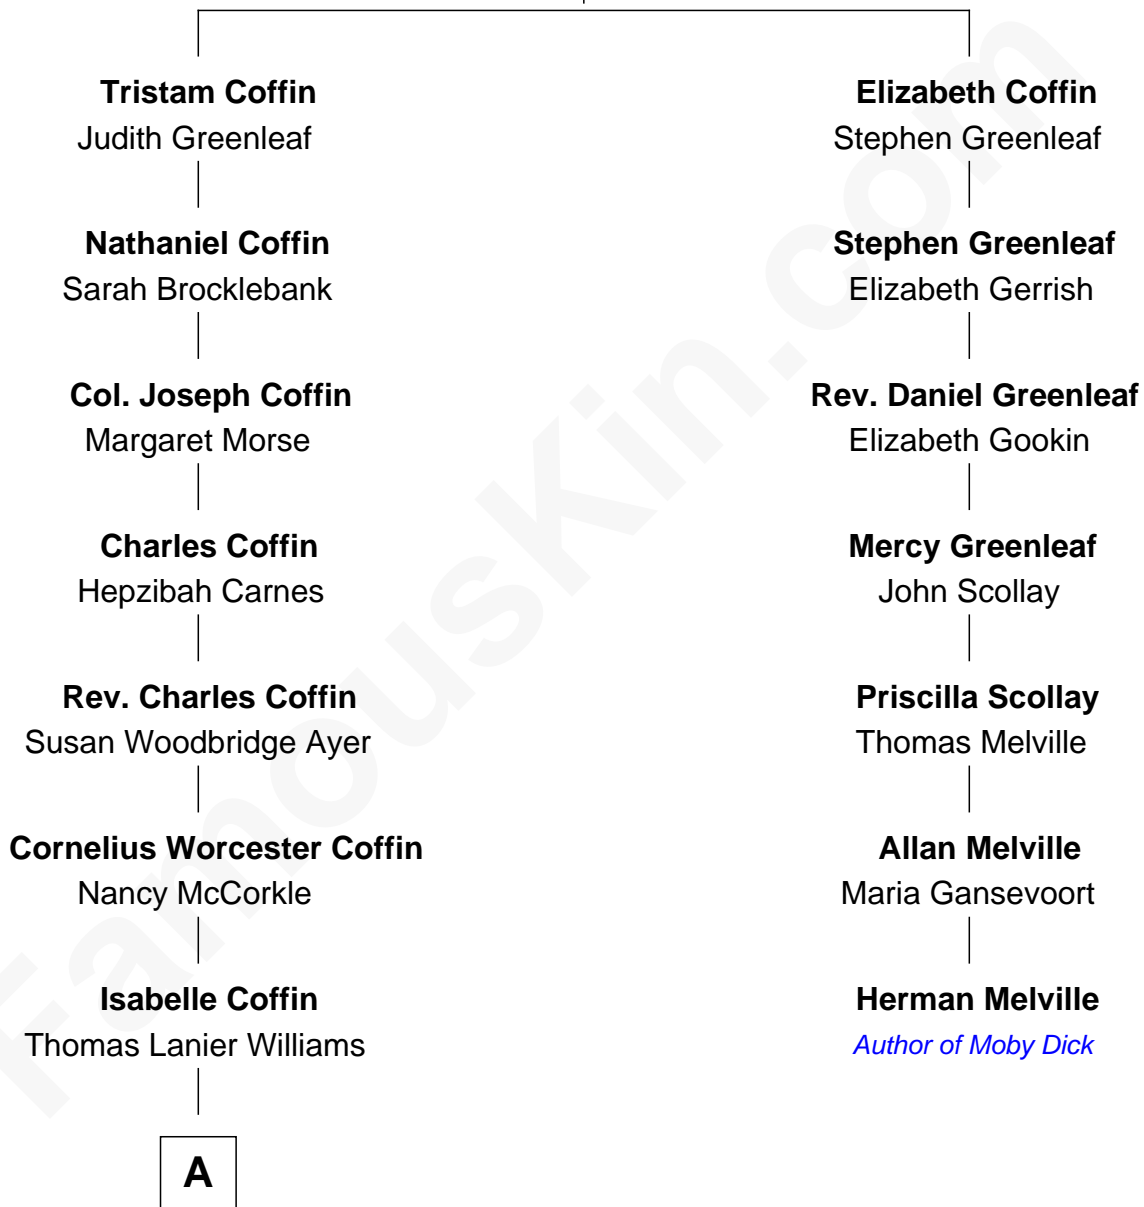 Tristam Coffin
Judith Greenleaf
Nathaniel Coffin
Sarah Brocklebank
Col. Joseph Coffin
Margaret Morse
Charles Coffin
Hepzibah Carnes
Rev. Charles Coffin
Susan Woodbridge Ayer
Cornelius Worcester Coffin
Nancy McCorkle
Isabelle Coffin
Thomas Lanier Williams
A
Elizabeth Coffin
Stephen Greenleaf
Stephen Greenleaf
Elizabeth Gerrish
Rev. Daniel Greenleaf
Elizabeth Gookin
Mercy Greenleaf
John Scollay
Priscilla Scollay
Thomas Melville
Allan Melville
Maria Gansevoort
Herman Melville
Author of Moby Dick
FamousKin.com